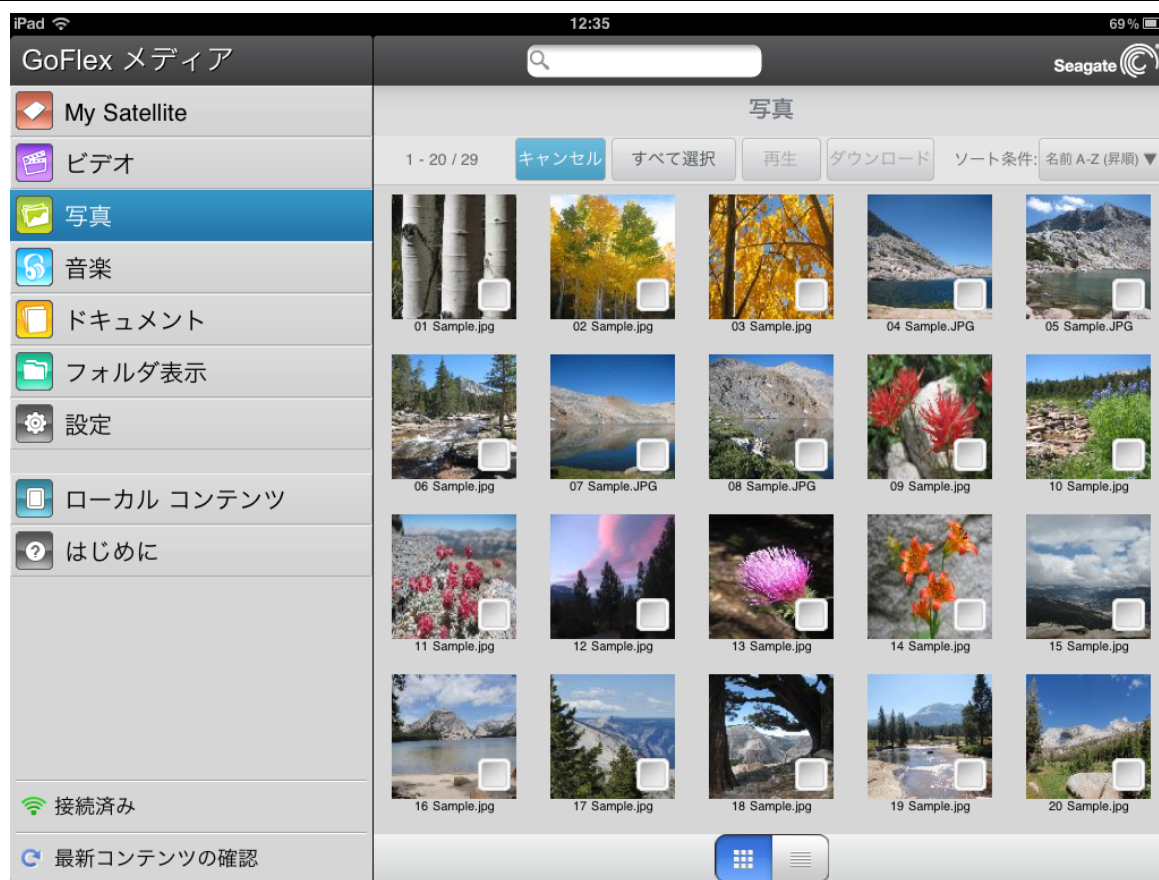 iPad 12:35 69%
GoFlex メディア
Seagate
My Satellite
ビデオ
写真
音楽
ドキュメント
フォルダ表示
設定
ローカル コンテンツ
はじめに
接続済み
最新コンテンツの確認
写真
1 - 20 / 29 キャンセル すべて選択 再生 ダウンロード ソート条件: 名前 A-Z (昇順) ▼
01 Sample.jpg 02 Sample.jpg 03 Sample.jpg 04 Sample.JPG 05 Sample.JPG
06 Sample.jpg 07 Sample.JPG 08 Sample.JPG 09 Sample.jpg 10 Sample.jpg
11 Sample.jpg 12 Sample.jpg 13 Sample.jpg 14 Sample.jpg 15 Sample.jpg
16 Sample.jpg 17 Sample.jpg 18 Sample.jpg 19 Sample.jpg 20 Sample.jpg